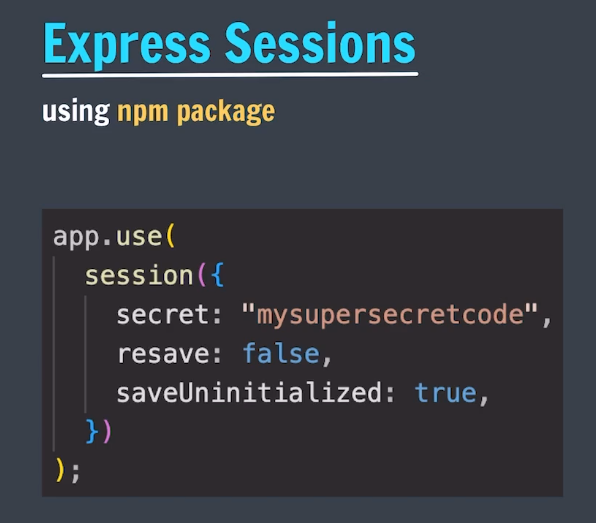 Express Sessions
using npm package
app.use(
session({
secret: "mysupersecretcode",
resave: false,
saveUninitialized: true,
})
);